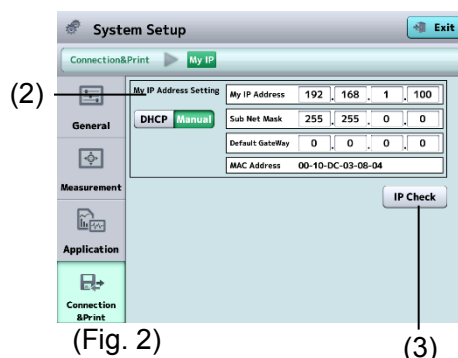 System Setup
Exit
Connection&Print
My IP
(2)
My IP Address Setting
DHCP Manual
My IP Address 192 . 168 . 1 . 100
Sub Net Mask 255 . 255 . 0 . 0
Default GateWay 0 . 0 . 0 . 0
MAC Address 00-10-DC-03-08-04
IP Check
General
Measurement
Application
Connection
&Print
(Fig. 2)
(3)